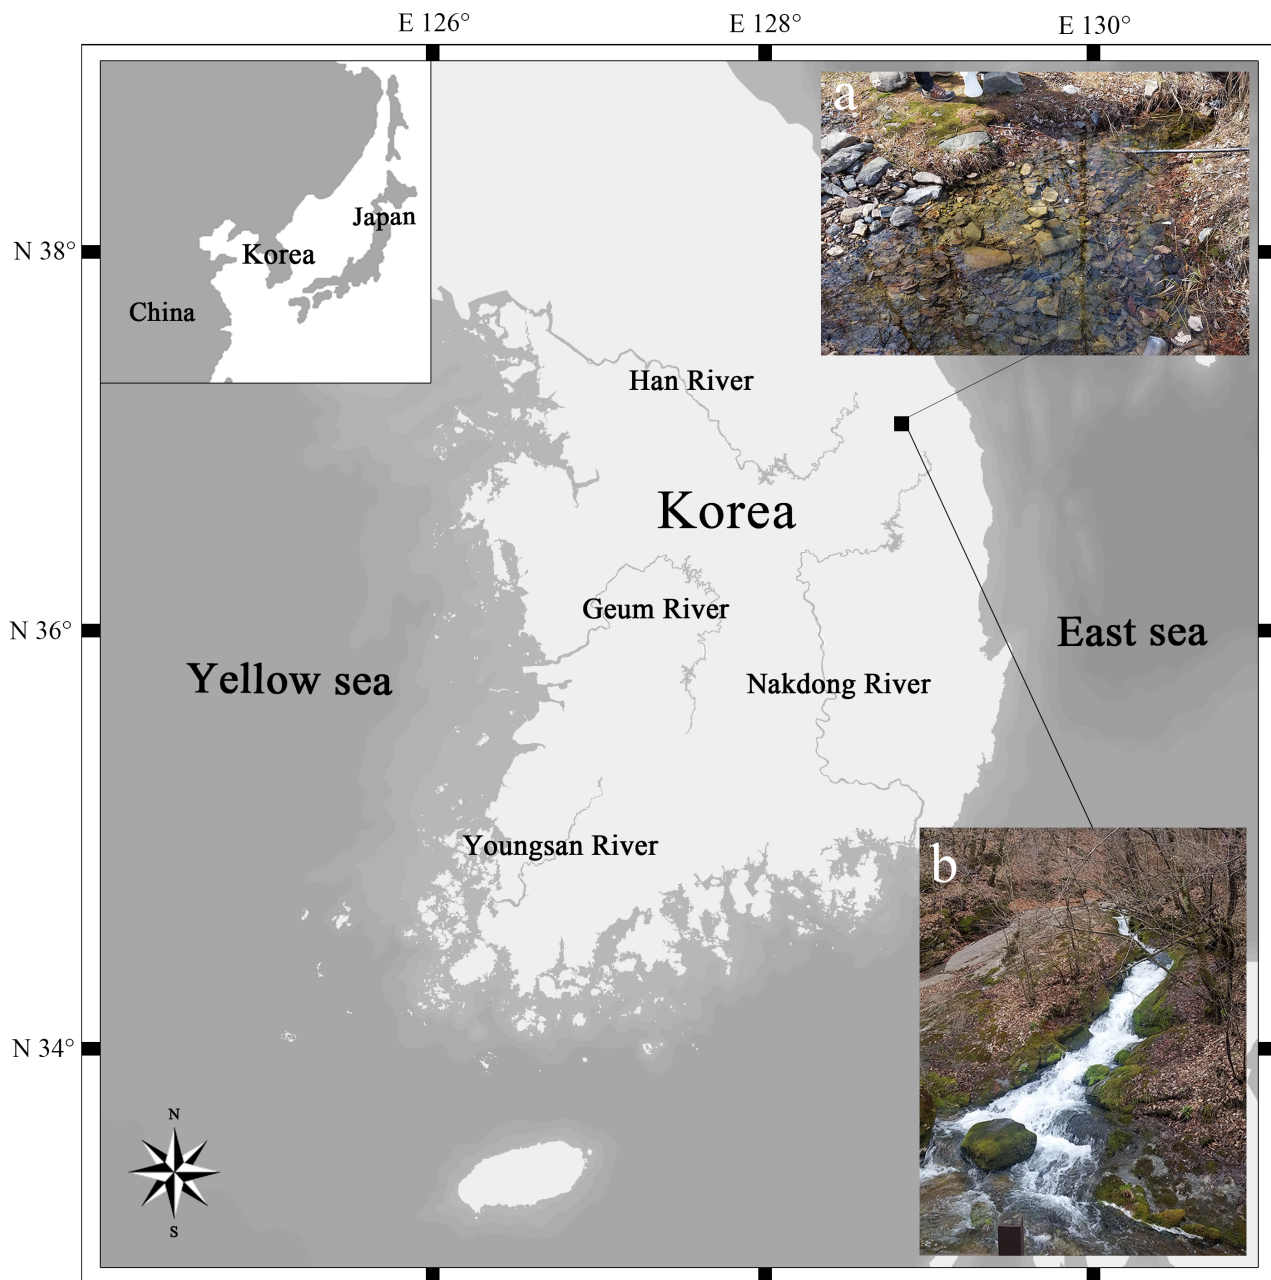 E 126°
E 128°
E 130°
a
Japan
N 38°
Korea
China
Han River
Korea
Geum River
N 36°
East sea
Yellow sea
Nakdong River
Youngsan River
b
N 34°
N
S